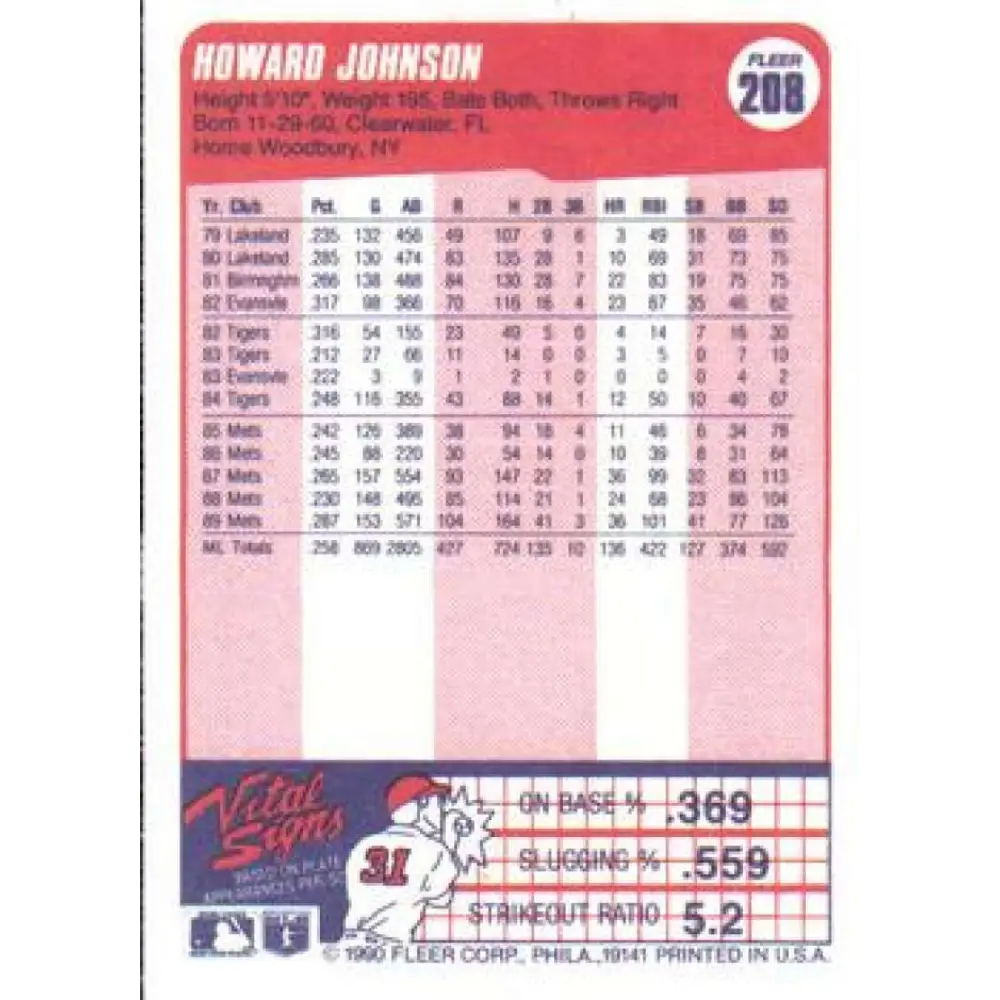 HOWARD JOHNSON
FLEER
208
Height 5'10", Weight 195, Bats Both, Throws Right
Born 11-29-60, Clearwater, FL
Home Woodbury, NY
Yr. Club Pct. G AB R H 2B 3B HR RBI SB BB SO
79 Lakeland .235 132 456 49 107 9 6 3 49 18 69 85
80 Lakeland .285 130 474 83 135 28 1 10 69 31 73 75
81 Birminghm .266 138 488 84 130 28 7 22 83 19 75 75
82 Evansvle .317 98 366 70 116 16 4 23 67 35 46 62
82 Tigers .316 54 155 23 49 5 0 4 14 7 16 30
83 Tigers .212 27 66 11 14 0 0 3 5 0 7 10
83 Evansvle .222 3 9 1 2 1 0 0 0 0 4 2
84 Tigers .248 116 355 43 88 14 1 12 50 10 40 67
85 Mets .242 126 389 38 94 18 4 11 46 6 34 78
86 Mets .245 88 220 30 54 14 0 10 39 8 31 64
87 Mets .265 157 554 93 147 22 1 36 99 32 83 113
88 Mets .230 148 495 85 114 21 1 24 68 23 86 104
89 Mets .287 153 571 104 164 41 3 36 101 41 77 126
ML Totals .258 869 2805 427 724 135 10 136 422 127 374 592
Vital
Signs
BASED ON PLATE
APPEARANCES PER SO
31
ON BASE % .369
SLUGGING % .559
STRIKEOUT RATIO 5.2
© 1990 FLEER CORP., PHILA., 19141 PRINTED IN U.S.A.